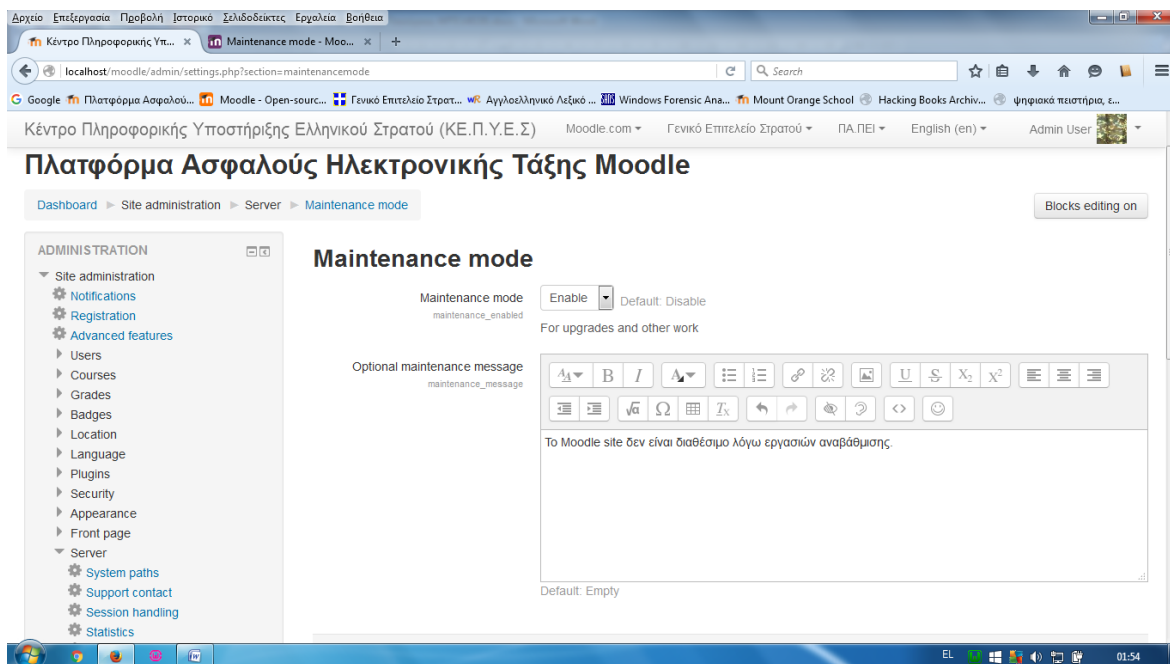 Αρχείο Επεξεργασία Προβολή Ιστορικό Σελιδοδείκτες Εργαλεία Βοήθεια
Κέντρο Πληροφορικής Υπ... × Maintenance mode - Moo... × +
localhost/moodle/admin/settings.php?section=maintenancemode Search
Google Πλατφόρμα Ασφαλού... Moodle - Open-sourc... Γενικό Επιτελείο Στρατ... WR Αγγλοελληνικό Λεξικό ... Windows Forensic Ana... Mount Orange School Hacking Books Archiv... ψηφιακά πειστήρια, ε...
Κέντρο Πληροφορικής Υποστήριξης Ελληνικού Στρατού (ΚΕ.Π.Υ.Ε.Σ) Moodle.com Γενικό Επιτελείο Στρατού ΠΑ.ΠΕΙ English (en) Admin User
Πλατφόρμα Ασφαλούς Ηλεκτρονικής Τάξης Moodle
Dashboard Site administration Server Maintenance mode Blocks editing on
ADMINISTRATION
Site administration
Notifications
Registration
Advanced features
Users
Courses
Grades
Badges
Location
Language
Plugins
Security
Appearance
Front page
Server
System paths
Support contact
Session handling
Statistics
Maintenance mode
Maintenance mode Enable Default: Disable
maintenance_enabled
For upgrades and other work
Optional maintenance message
maintenance_message
Το Moodle site δεν είναι διαθέσιμο λόγω εργασιών αναβάθμισης.
Default: Empty
EL 01:54